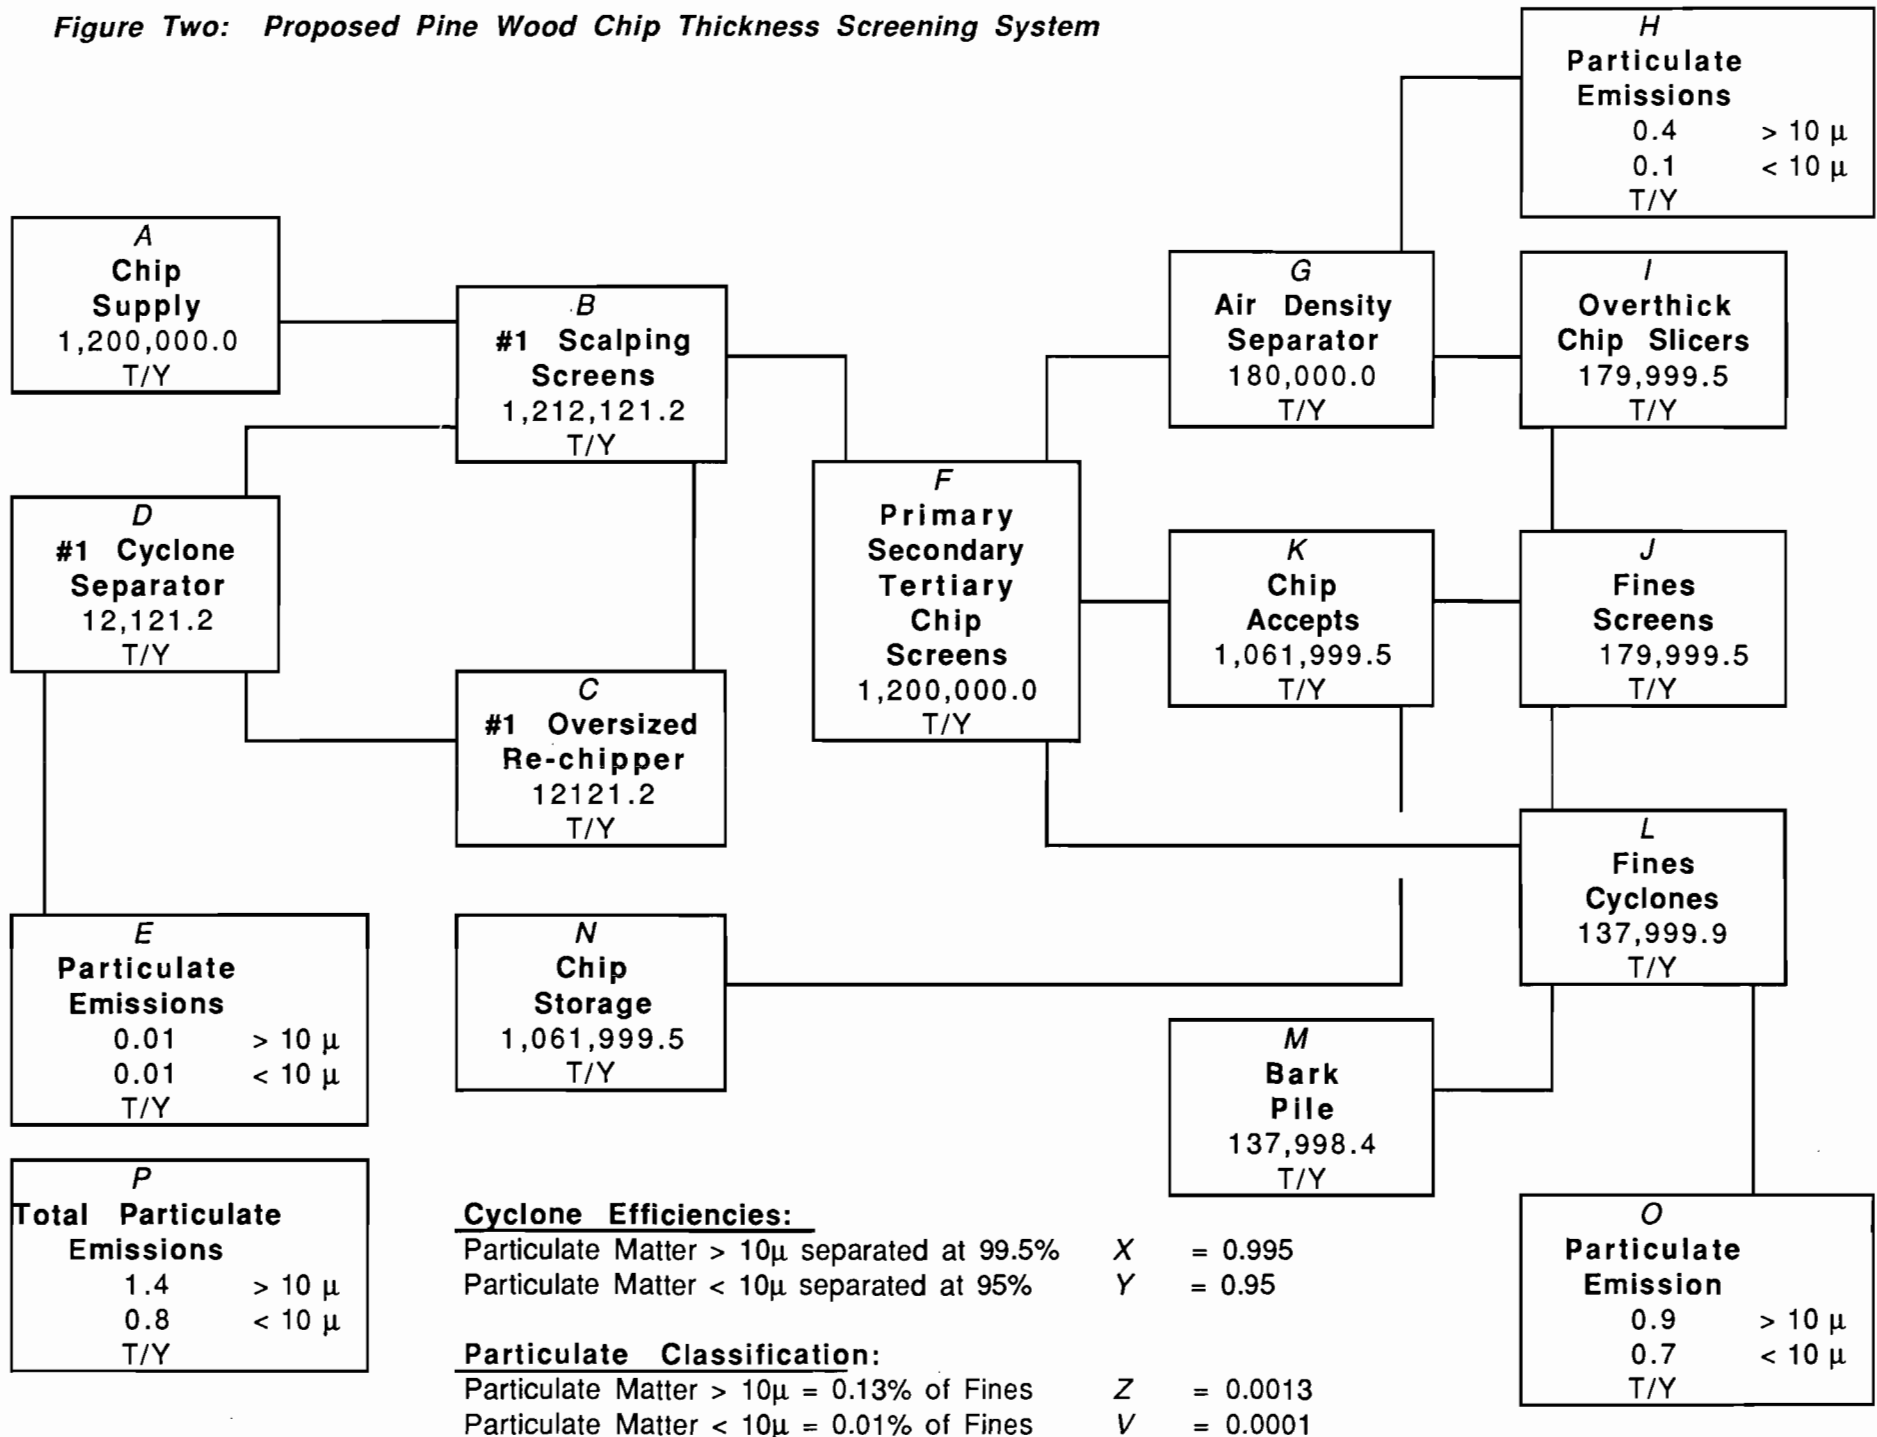 Figure Two: Proposed Pine Wood Chip Thickness Screening System
H
Particulate
Emissions
0.4 > 10 µ
0.1 < 10 µ
T/Y
A
Chip
Supply
1,200,000.0
T/Y
B
#1 Scalping
Screens
1,212,121.2
T/Y
G
Air Density
Separator
180,000.0
T/Y
I
Overthick
Chip Slicers
179,999.5
T/Y
D
#1 Cyclone
Separator
12,121.2
T/Y
C
#1 Oversized
Re-chipper
12121.2
T/Y
F
Primary
Secondary
Tertiary
Chip
Screens
1,200,000.0
T/Y
K
Chip
Accepts
1,061,999.5
T/Y
J
Fines
Screens
179,999.5
T/Y
L
Fines
Cyclones
137,999.9
T/Y
E
Particulate
Emissions
0.01 > 10 µ
0.01 < 10 µ
T/Y
N
Chip
Storage
1,061,999.5
T/Y
M
Bark
Pile
137,998.4
T/Y
P
Total Particulate
Emissions
1.4 > 10 µ
0.8 < 10 µ
T/Y
Cyclone Efficiencies:
Particulate Matter > 10µ separated at 99.5% X = 0.995
Particulate Matter < 10µ separated at 95% Y = 0.95
Particulate Classification:
Particulate Matter > 10µ = 0.13% of Fines Z = 0.0013
Particulate Matter < 10µ = 0.01% of Fines V = 0.0001
O
Particulate
Emission
0.9 > 10 µ
0.7 < 10 µ
T/Y